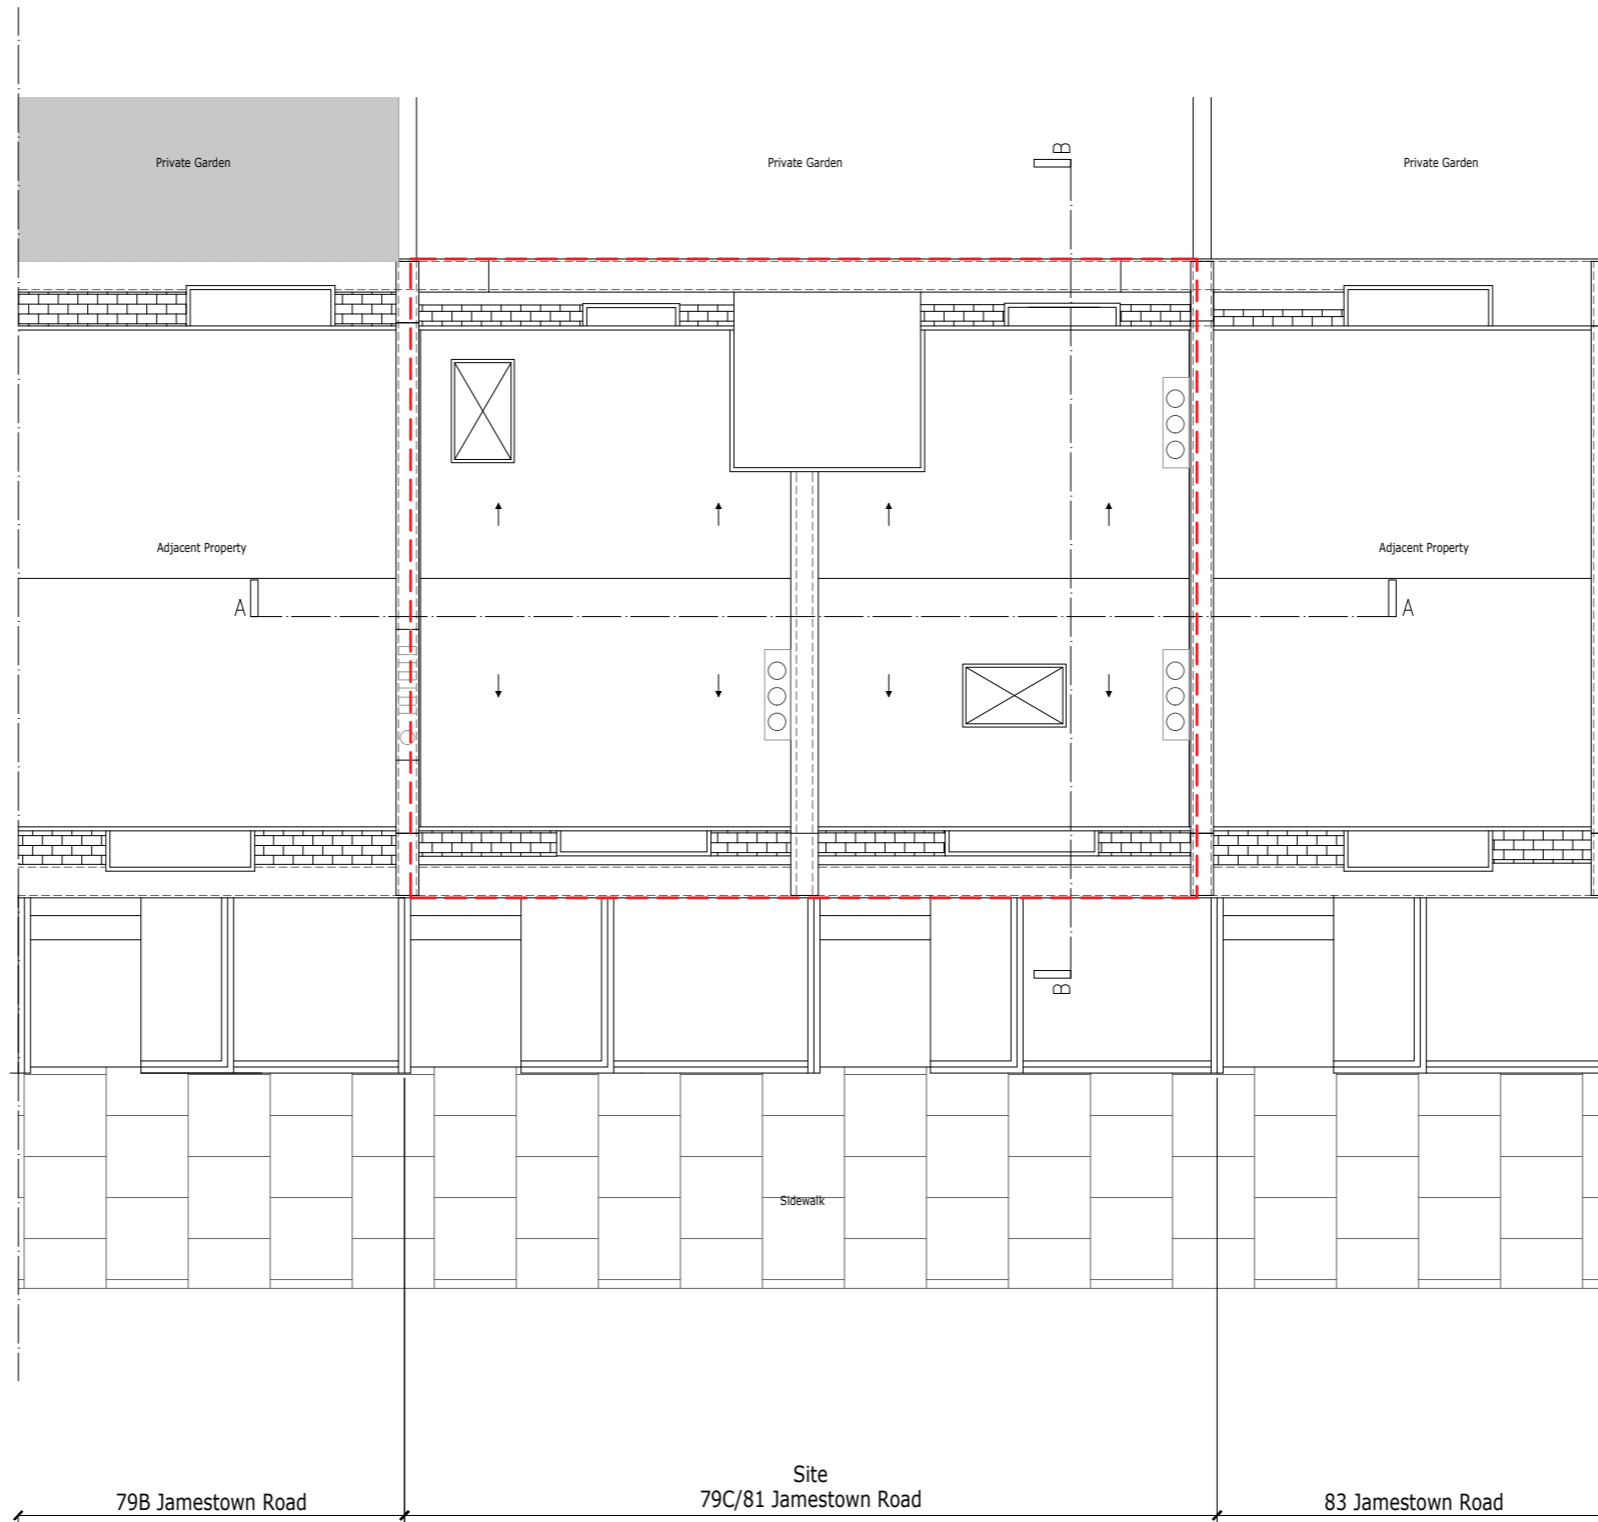 Private Garden
Private Garden
Private Garden
B
Adjacent Property
Adjacent Property
A
A
B
Sidewalk
Site
79B Jamestown Road
79C/81 Jamestown Road
83 Jamestown Road